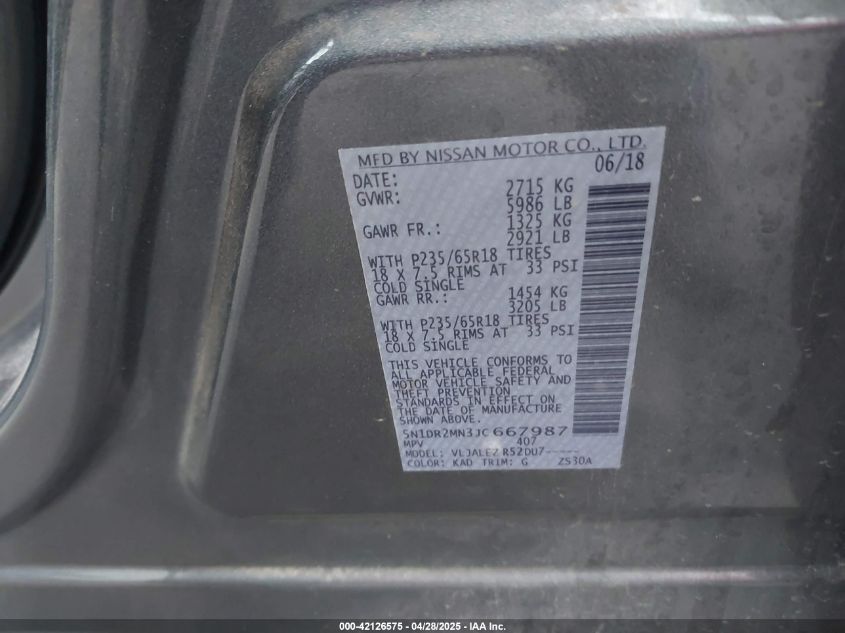 MFD BY NISSAN MOTOR CO., LTD.
DATE: 06/18
GVWR: 2715 KG
5986 LB
GAWR FR.: 1325 KG
2921 LB
WITH P235/65R18 TIRES
18 X 7.5 RIMS AT 33 PSI
COLD SINGLE
GAWR RR.: 1454 KG
3205 LB
WITH P235/65R18 TIRES
18 X 7.5 RIMS AT 33 PSI
COLD SINGLE
THIS VEHICLE CONFORMS TO
ALL APPLICABLE FEDERAL
MOTOR VEHICLE SAFETY AND
THEFT PREVENTION
STANDARDS IN EFFECT ON
THE DATE OF MANUFACTURE
5N1DR2MN3JC667987
MPV 407
MODEL: R52DU7-----
COLOR: KAD TRIM: G ZS30A
000-42126575 - 04/28/2025 - IAA Inc.